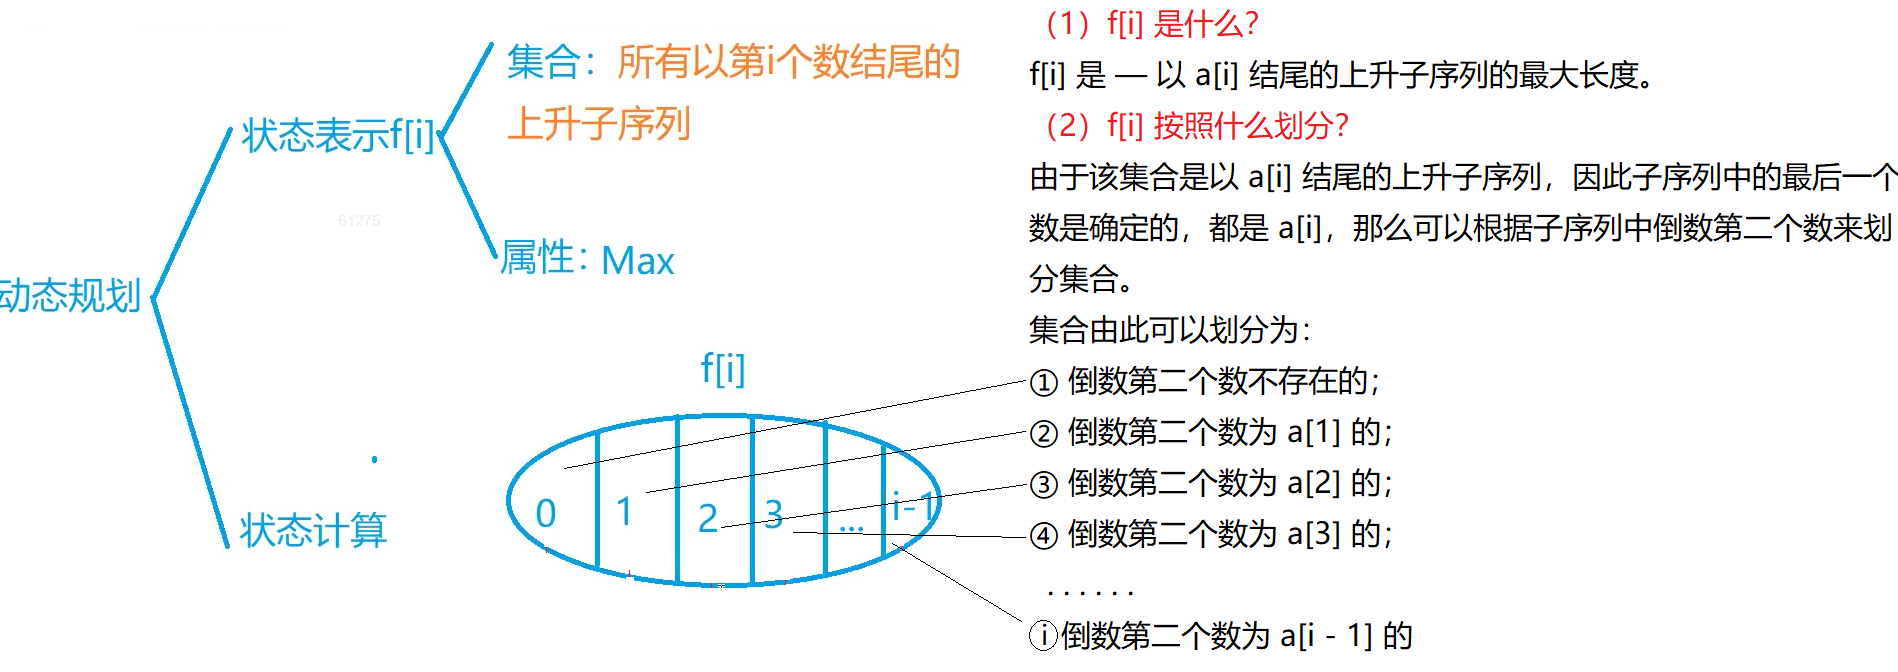 动态规划
状态表示f[i]
集合：所有以第i个数结尾的
上升子序列
属性：Max
61275
状态计算
f[i]
0
1
2
3
...
i-1
（1）f[i] 是什么？
f[i] 是 — 以 a[i] 结尾的上升子序列的最大长度。
（2）f[i] 按照什么划分？
由于该集合是以 a[i] 结尾的上升子序列，因此子序列中的最后一个
数是确定的，都是 a[i]，那么可以根据子序列中倒数第二个数来划
分集合。
集合由此可以划分为：
① 倒数第二个数不存在的；
② 倒数第二个数为 a[1] 的；
③ 倒数第二个数为 a[2] 的；
④ 倒数第二个数为 a[3] 的；
······
ⓘ倒数第二个数为 a[i - 1] 的